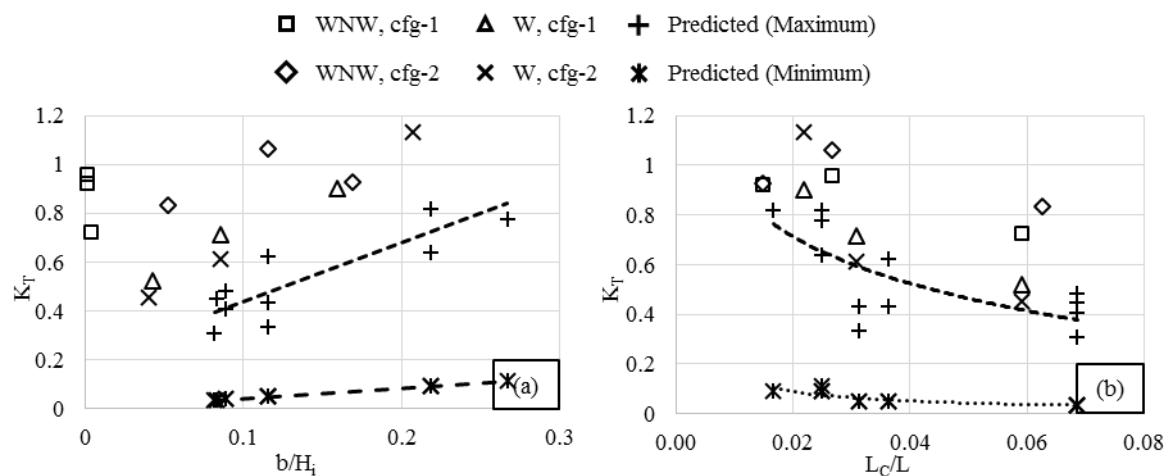 WNW, cfg-1 W, cfg-1 Predicted (Maximum)
WNW, cfg-2 W, cfg-2 Predicted (Minimum)
1.2
1
0.8
0.6
0.4
0.2
0
K_T
0 0.1 0.2 0.3
b/H_i
(a)
1.2
1
0.8
0.6
0.4
0.2
0
K_T
0.00 0.02 0.04 0.06 0.08
L_C/L
(b)